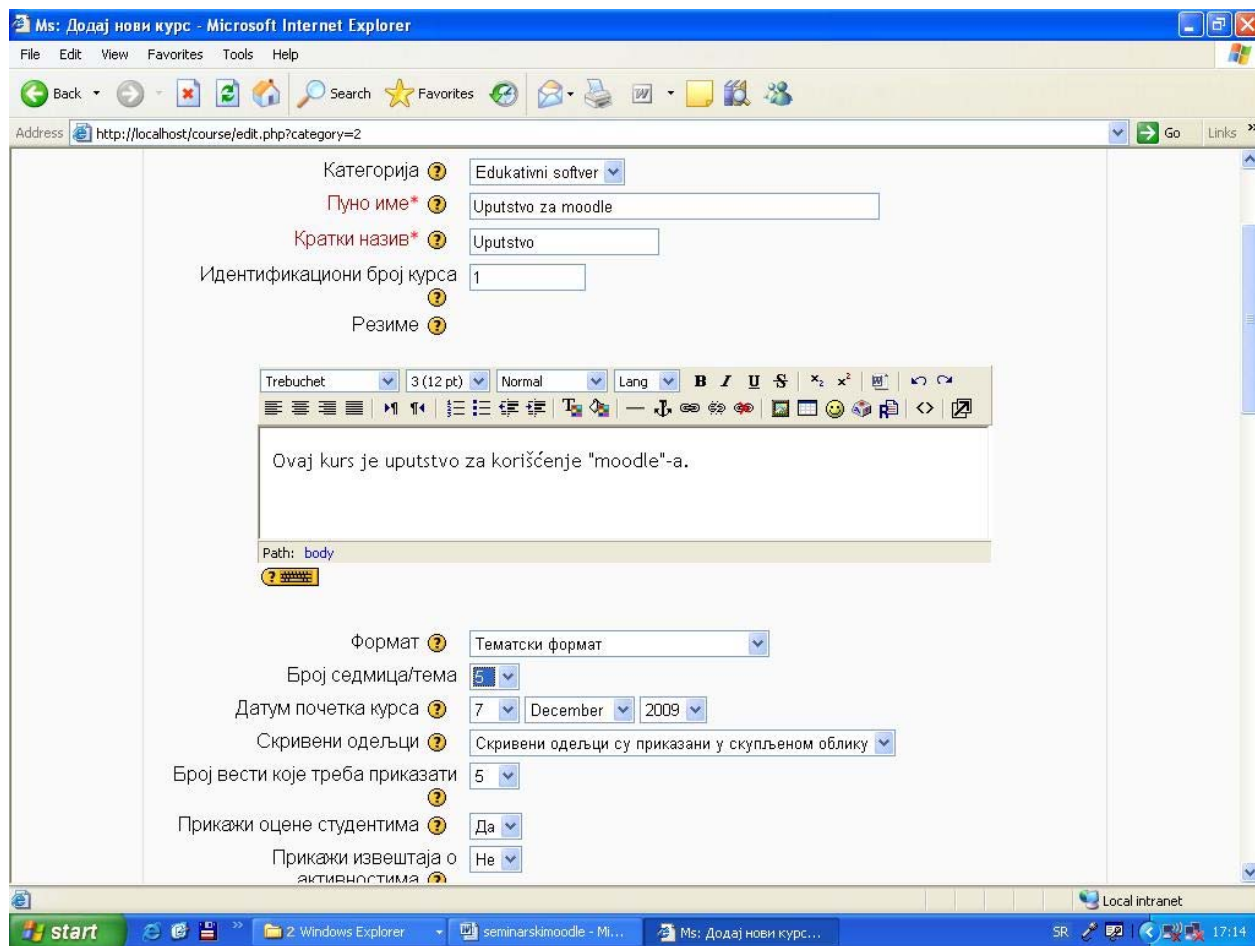 Ms: Додај нови курс - Microsoft Internet Explorer
File Edit View Favorites Tools Help
Back Search Favorites
Address http://localhost/course/edit.php?category=2 Go Links »
Категорија ? Edukativni softver
Пуно име* ? Uputstvo za moodle
Кратки назив* ? Uputstvo
Идентификациони број курса 1
?
Резиме ?
Trebuchet 3 (12 pt) Normal Lang B I U S x₂ x²
Ovaj kurs je uputstvo za korišćenje "moodle"-a.
Path: body
?
Формат ? Тематски формат
Број седмица/тема 5
Датум почетка курса ? 7 December 2009
Скривени одељци ? Скривени одељци су приказани у скупљеном облику
Број вести које треба приказати 5
?
Прикажи оцене студентима ? Да
Прикажи извештаја о Не
активностима ?
Local intranet
start » 2 Windows Explorer seminarskimoodle - Mi... Ms: Додај нови курс... SR 17:14